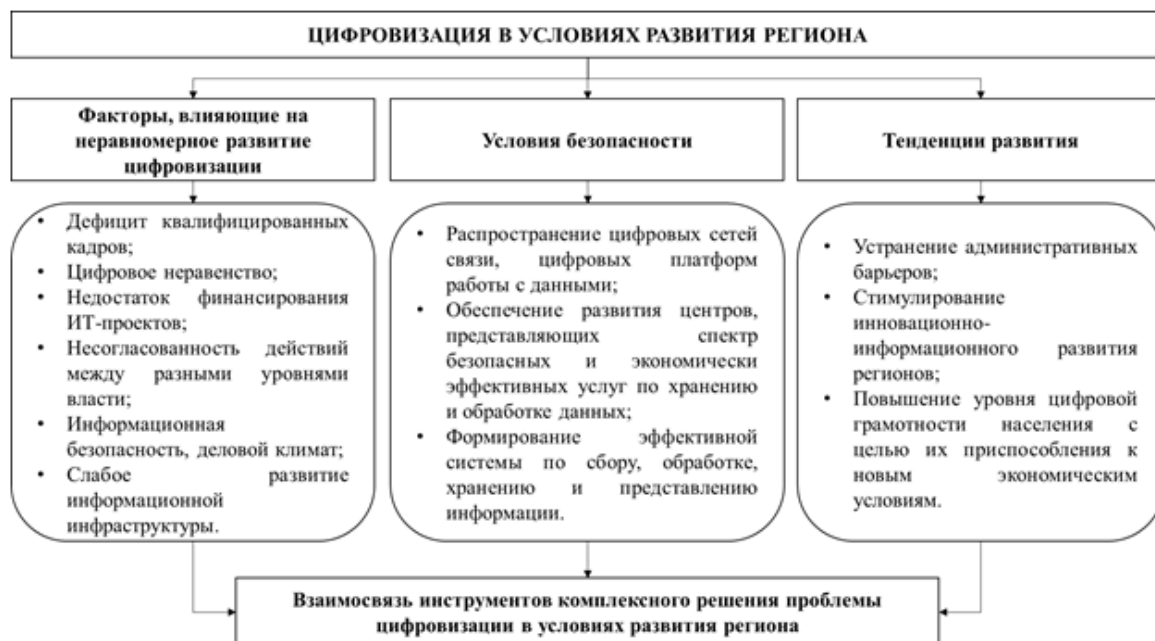 ЦИФРОВИЗАЦИЯ В УСЛОВИЯХ РАЗВИТИЯ РЕГИОНА
Факторы, влияющие на
неравномерное развитие
цифровизации
Условия безопасности
Тенденции развития
• Дефицит квалифицированных
кадров;
• Цифровое неравенство;
• Недостаток финансирования
ИТ-проектов;
• Несогласованность действий
между разными уровнями
власти;
• Информационная
безопасность, деловой климат;
• Слабое развитие
информационной
инфраструктуры.
• Распространение цифровых сетей
связи, цифровых платформ
работы с данными;
• Обеспечение развития центров,
представляющих спектр
безопасных и экономически
эффективных услуг по хранению
и обработке данных;
• Формирование эффективной
системы по сбору, обработке,
хранению и представлению
информации.
• Устранение административных
барьеров;
• Стимулирование
инновационно-
информационного развития
регионов;
• Повышение уровня цифровой
грамотности населения с
целью их приспособления к
новым экономическим
условиям.
Взаимосвязь инструментов комплексного решения проблемы
цифровизации в условиях развития региона